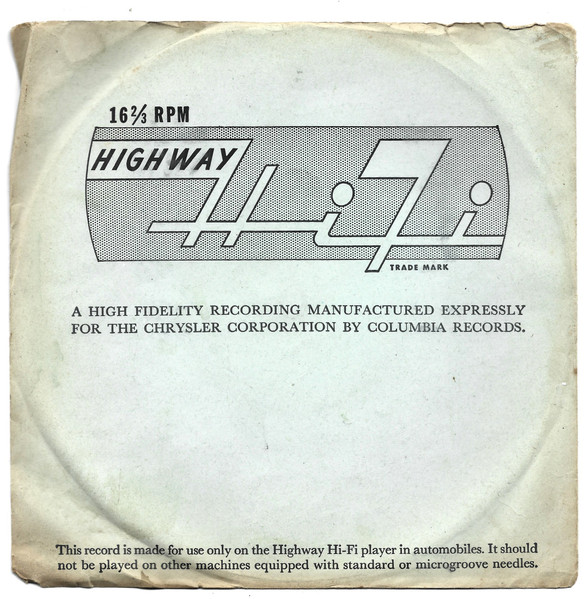 16⅔ RPM
HIGHWAY
HiFi
TRADE MARK
A HIGH FIDELITY RECORDING MANUFACTURED EXPRESSLY
FOR THE CHRYSLER CORPORATION BY COLUMBIA RECORDS.
This record is made for use only on the Highway Hi-Fi player in automobiles. It should
not be played on other machines equipped with standard or microgroove needles.